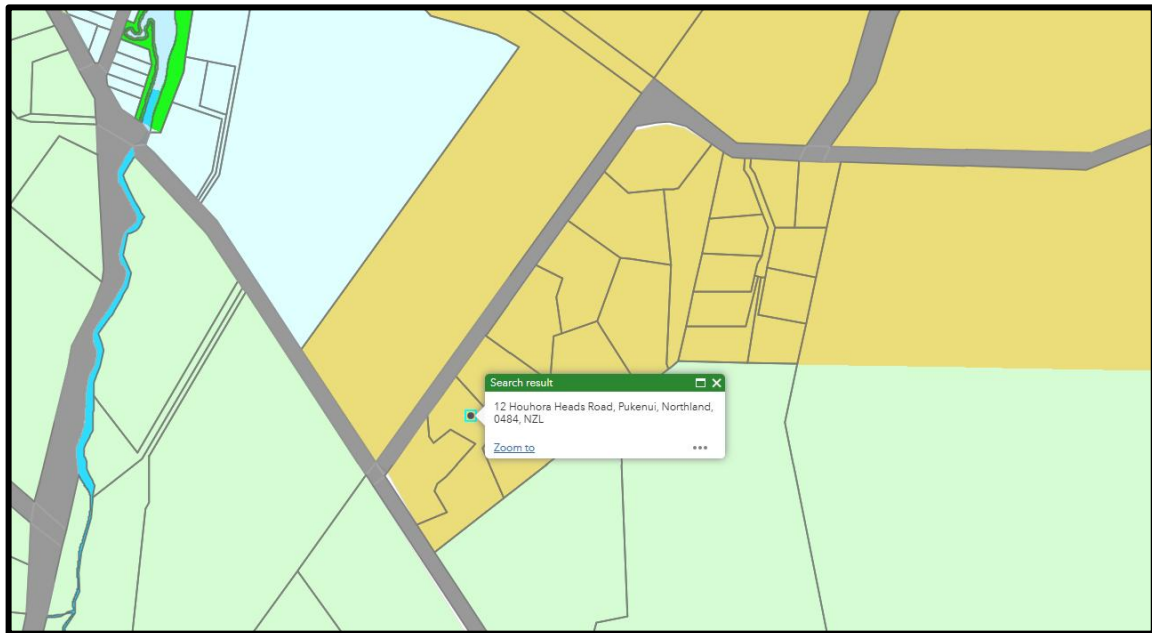 Search result
12 Houhora Heads Road, Pukenui, Northland,
0484, NZL
Zoom to